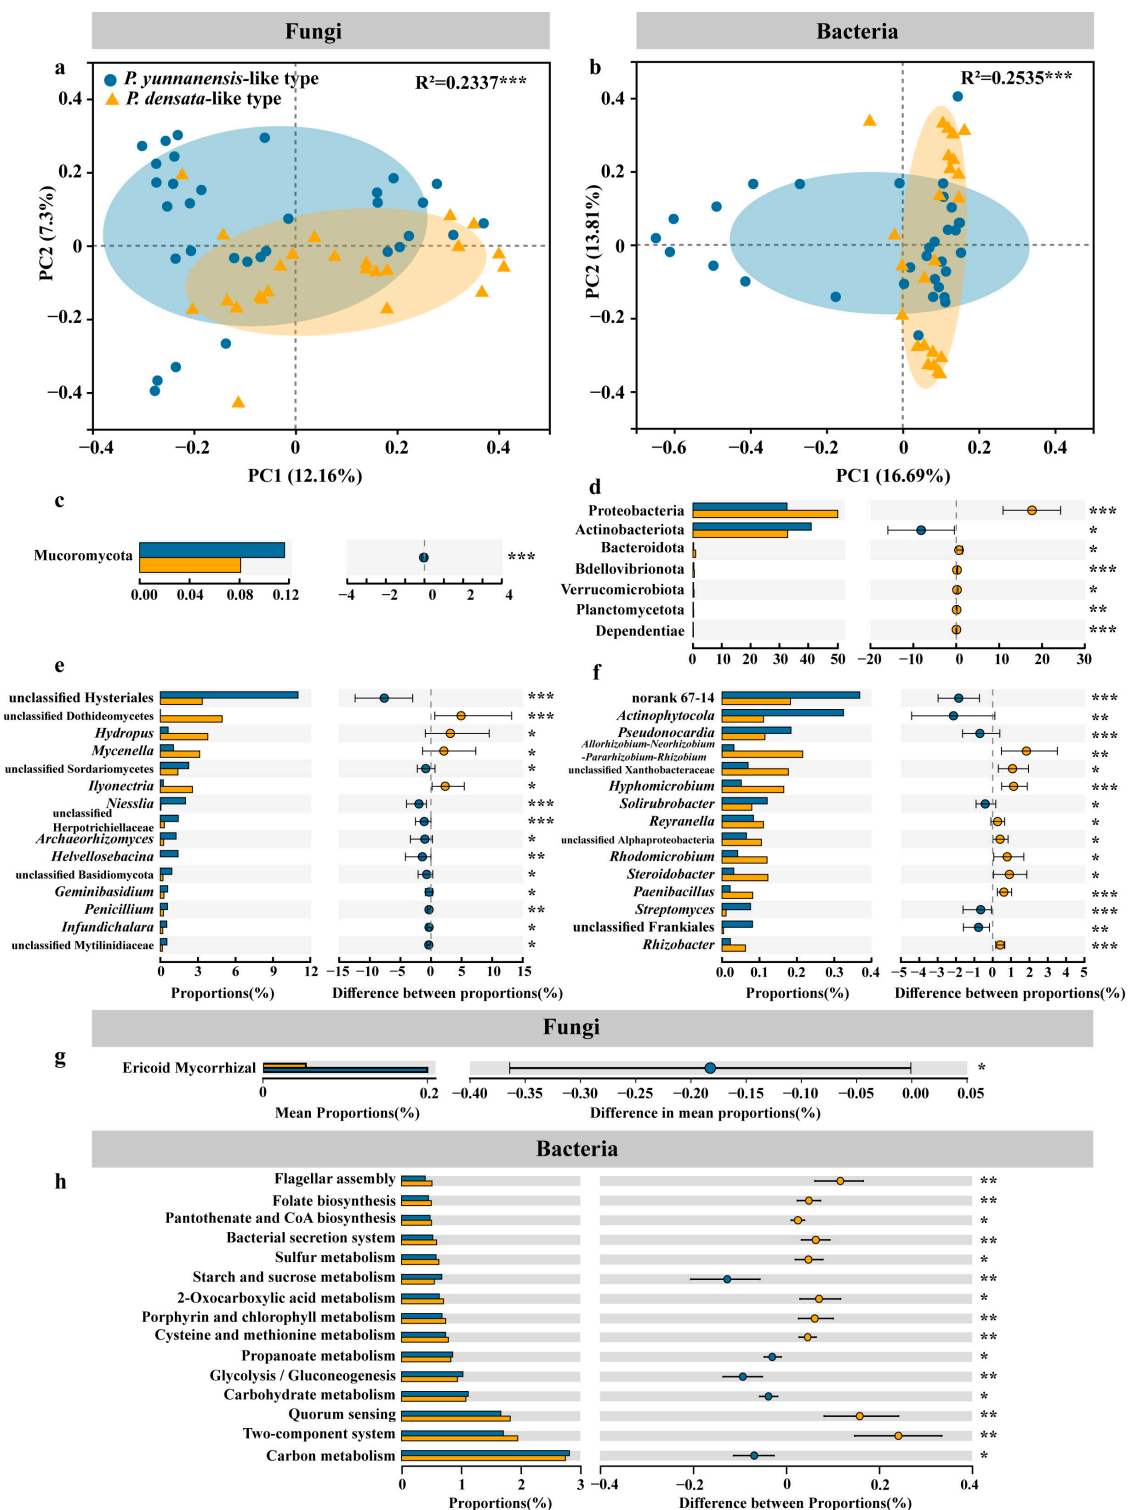 Fungi
Bacteria
a
P. yunnanensis-like type
P. densata-like type
R²=0.2337***
0.4
0.2
0
−0.2
−0.4
PC2 (7.3%)
−0.4
−0.2
0
0.2
0.4
PC1 (12.16%)
b
R²=0.2535***
0.4
0.2
0
−0.2
−0.4
PC2 (13.81%)
−0.6
−0.4
−0.2
0
0.2
0.4
PC1 (16.69%)
c
Mucoromycota
***
0.00 0.04 0.08 0.12
−4 −2 0 2 4
d
Proteobacteria ***
Actinobacteriota *
Bacteroidota *
Bdellovibrionota ***
Verrucomicrobiota *
Planctomycetota **
Dependentiae ***
0 10 20 30 40 50
−20 −10 0 10 20 30
e
unclassified Hysteriales ***
unclassified Dothideomycetes ***
Hydropus *
Mycenella *
unclassified Sordariomycetes *
Ilyonectria *
Niesslia ***
unclassified
Herpotrichiellaceae ***
Archaeorhizomyces *
Helvellosebacina **
unclassified Basidiomycota *
Geminibasidium *
Penicillium **
Infundichalara *
unclassified Mytilinidiaceae *
0 3 6 9 12
−15 −10 −5 0 5 10 15
Proportions(%)
Difference between proportions(%)
f
norank 67-14 ***
Actinophytocola **
Pseudonocardia ***
Allorhizobium-Neorhizobium
-Pararhizobium-Rhizobium **
unclassified Xanthobacteraceae *
Hyphomicrobium ***
Solirubrobacter *
Reyranella *
unclassified Alphaproteobacteria *
Rhodomicrobium *
Steroidobacter *
Paenibacillus ***
Streptomyces ***
unclassified Frankiales **
Rhizobacter ***
0.0 0.1 0.2 0.3 0.4
−5 −4 −3 −2 −1 0 1 2 3 4 5
Proportions(%)
Difference between proportions(%)
Fungi
g
Ericoid Mycorrhizal *
0 0.2
−0.40 −0.35 −0.30 −0.25 −0.20 −0.15 −0.10 −0.05 0.00 0.05
Mean Proportions(%)
Difference in mean proportions(%)
Bacteria
h
Flagellar assembly **
Folate biosynthesis **
Pantothenate and CoA biosynthesis *
Bacterial secretion system **
Sulfur metabolism *
Starch and sucrose metabolism **
2-Oxocarboxylic acid metabolism *
Porphyrin and chlorophyll metabolism **
Cysteine and methionine metabolism **
Propanoate metabolism *
Glycolysis / Gluconeogenesis **
Carbohydrate metabolism *
Quorum sensing **
Two-component system **
Carbon metabolism *
0 1 2 3
−0.4 −0.2 0 0.2 0.4
Proportions(%)
Difference between Proportions(%)